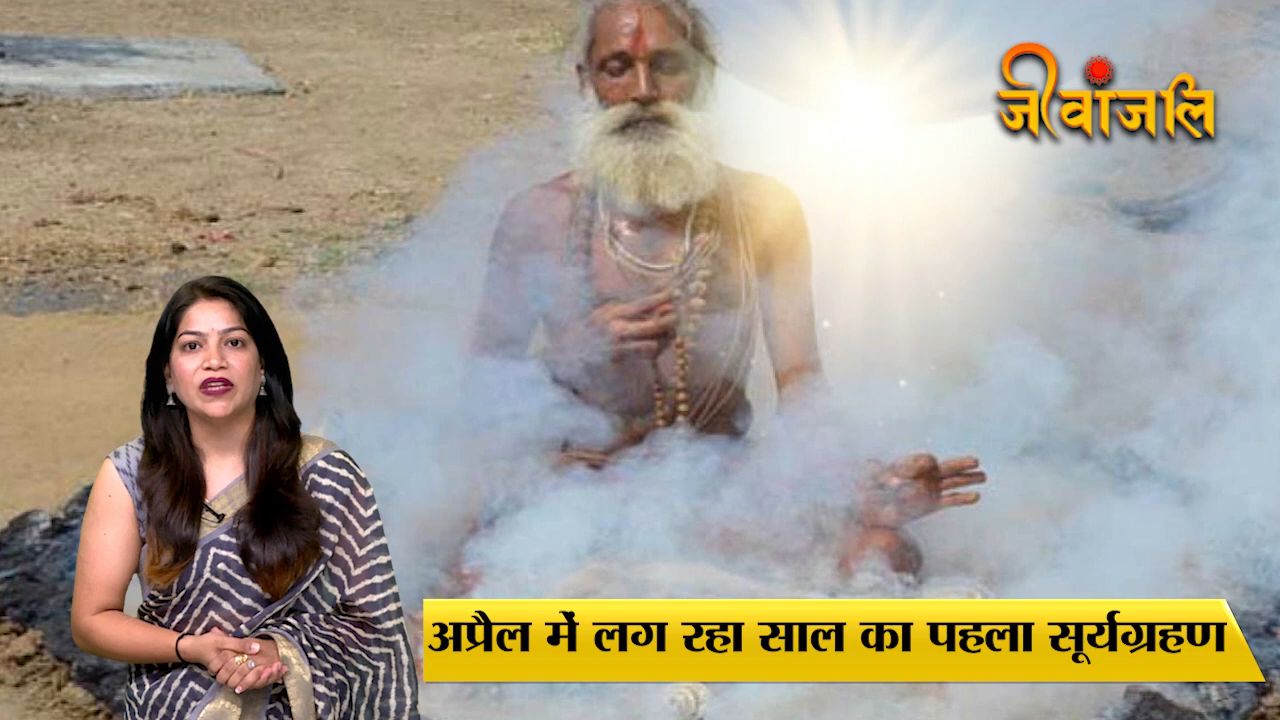 जीवांजलि
अप्रैल में लग रहा साल का पहला सूर्यग्रहण